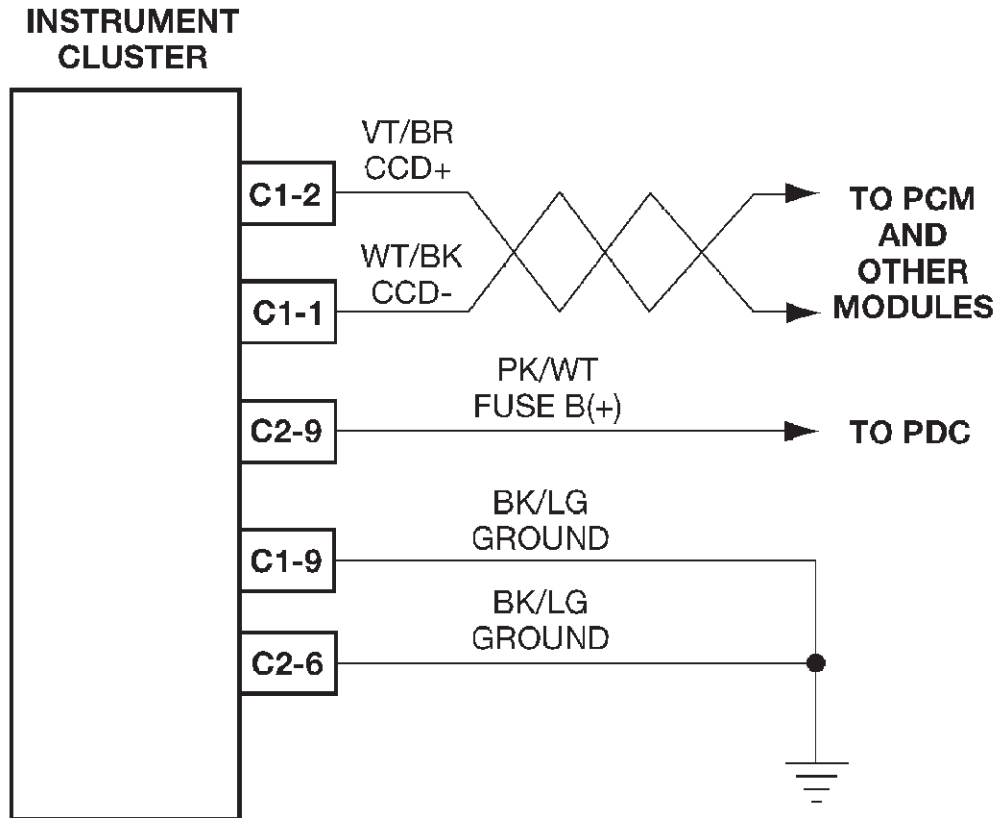 INSTRUMENT
CLUSTER
VT/BR
CCD+
C1-2
TO PCM
AND
OTHER
MODULES
WT/BK
CCD-
C1-1
PK/WT
FUSE B(+)
C2-9
TO PDC
BK/LG
GROUND
C1-9
BK/LG
GROUND
C2-6